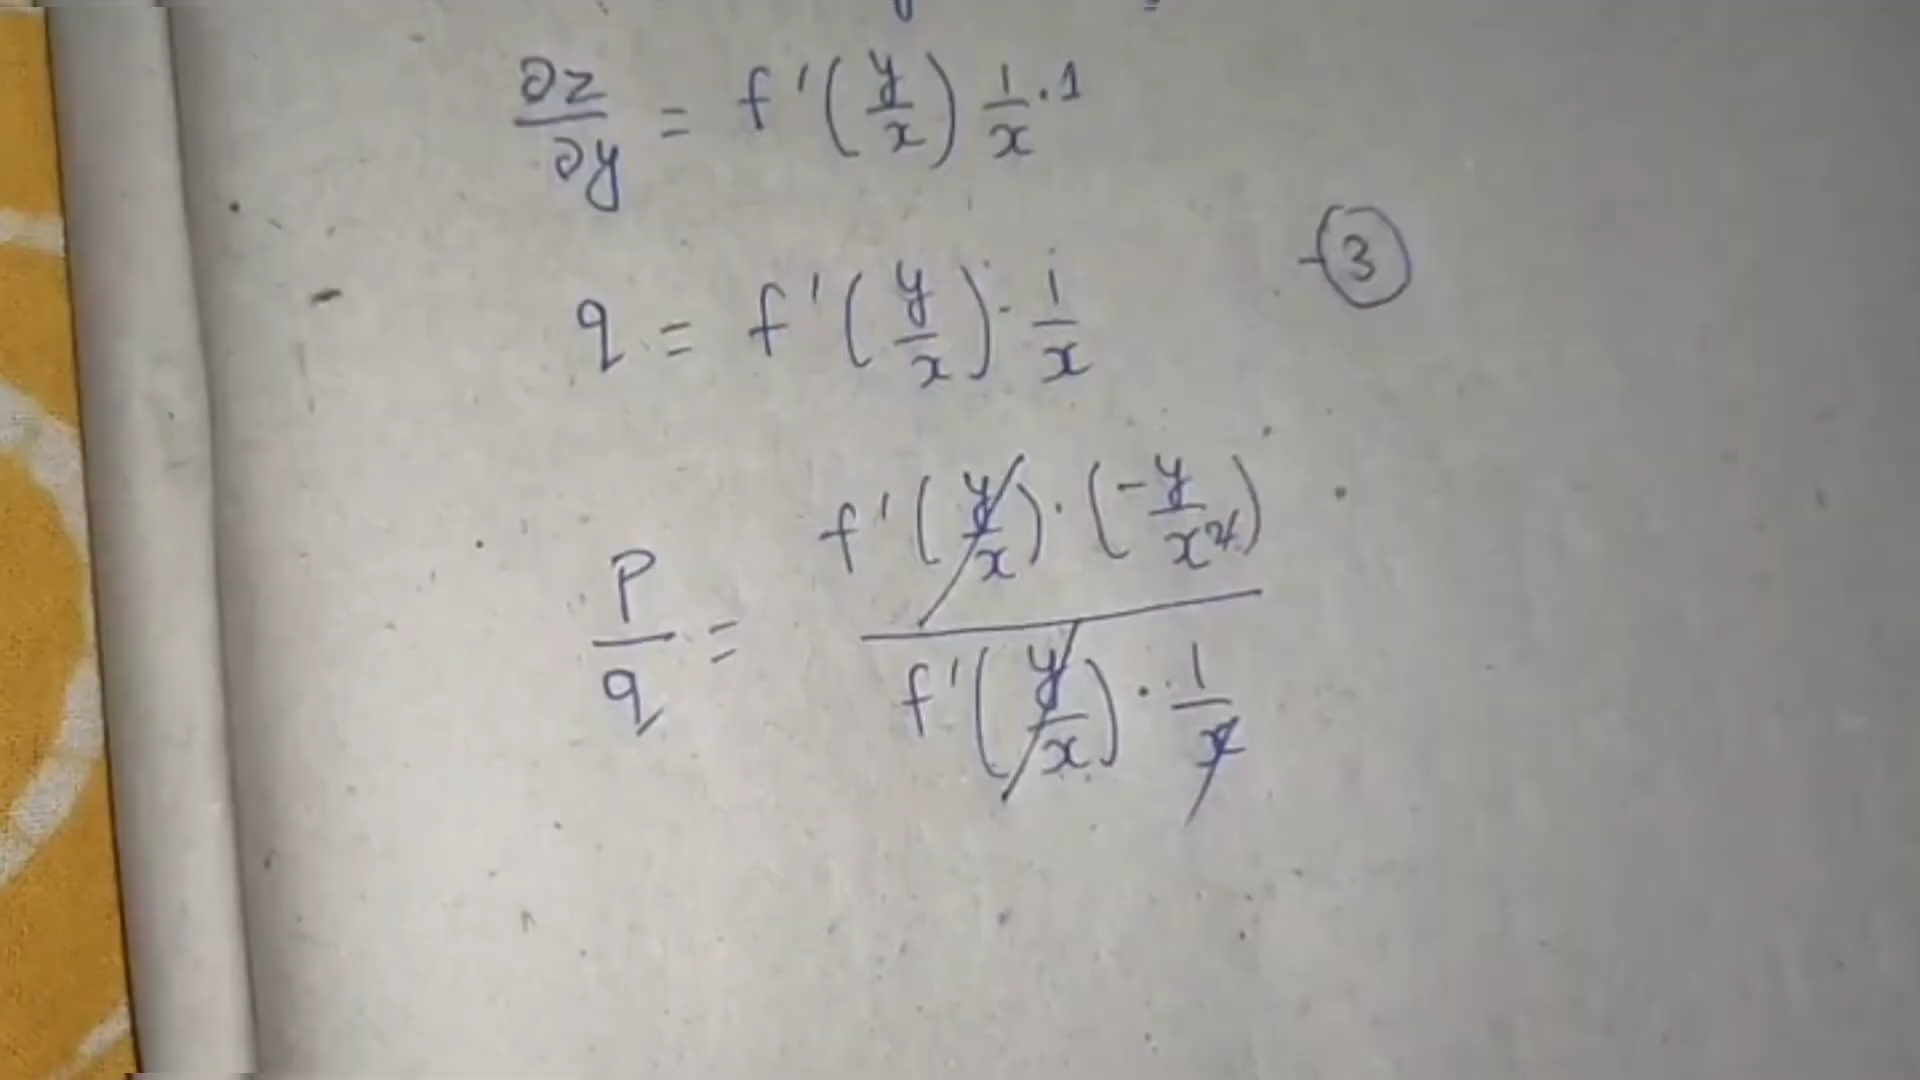 ∂z/∂y = f'(y/x) 1/x · 1
q = f'(y/x) · 1/x -③
p/q = f'(y/x) · (-y/x²) / f'(y/x) · 1/x